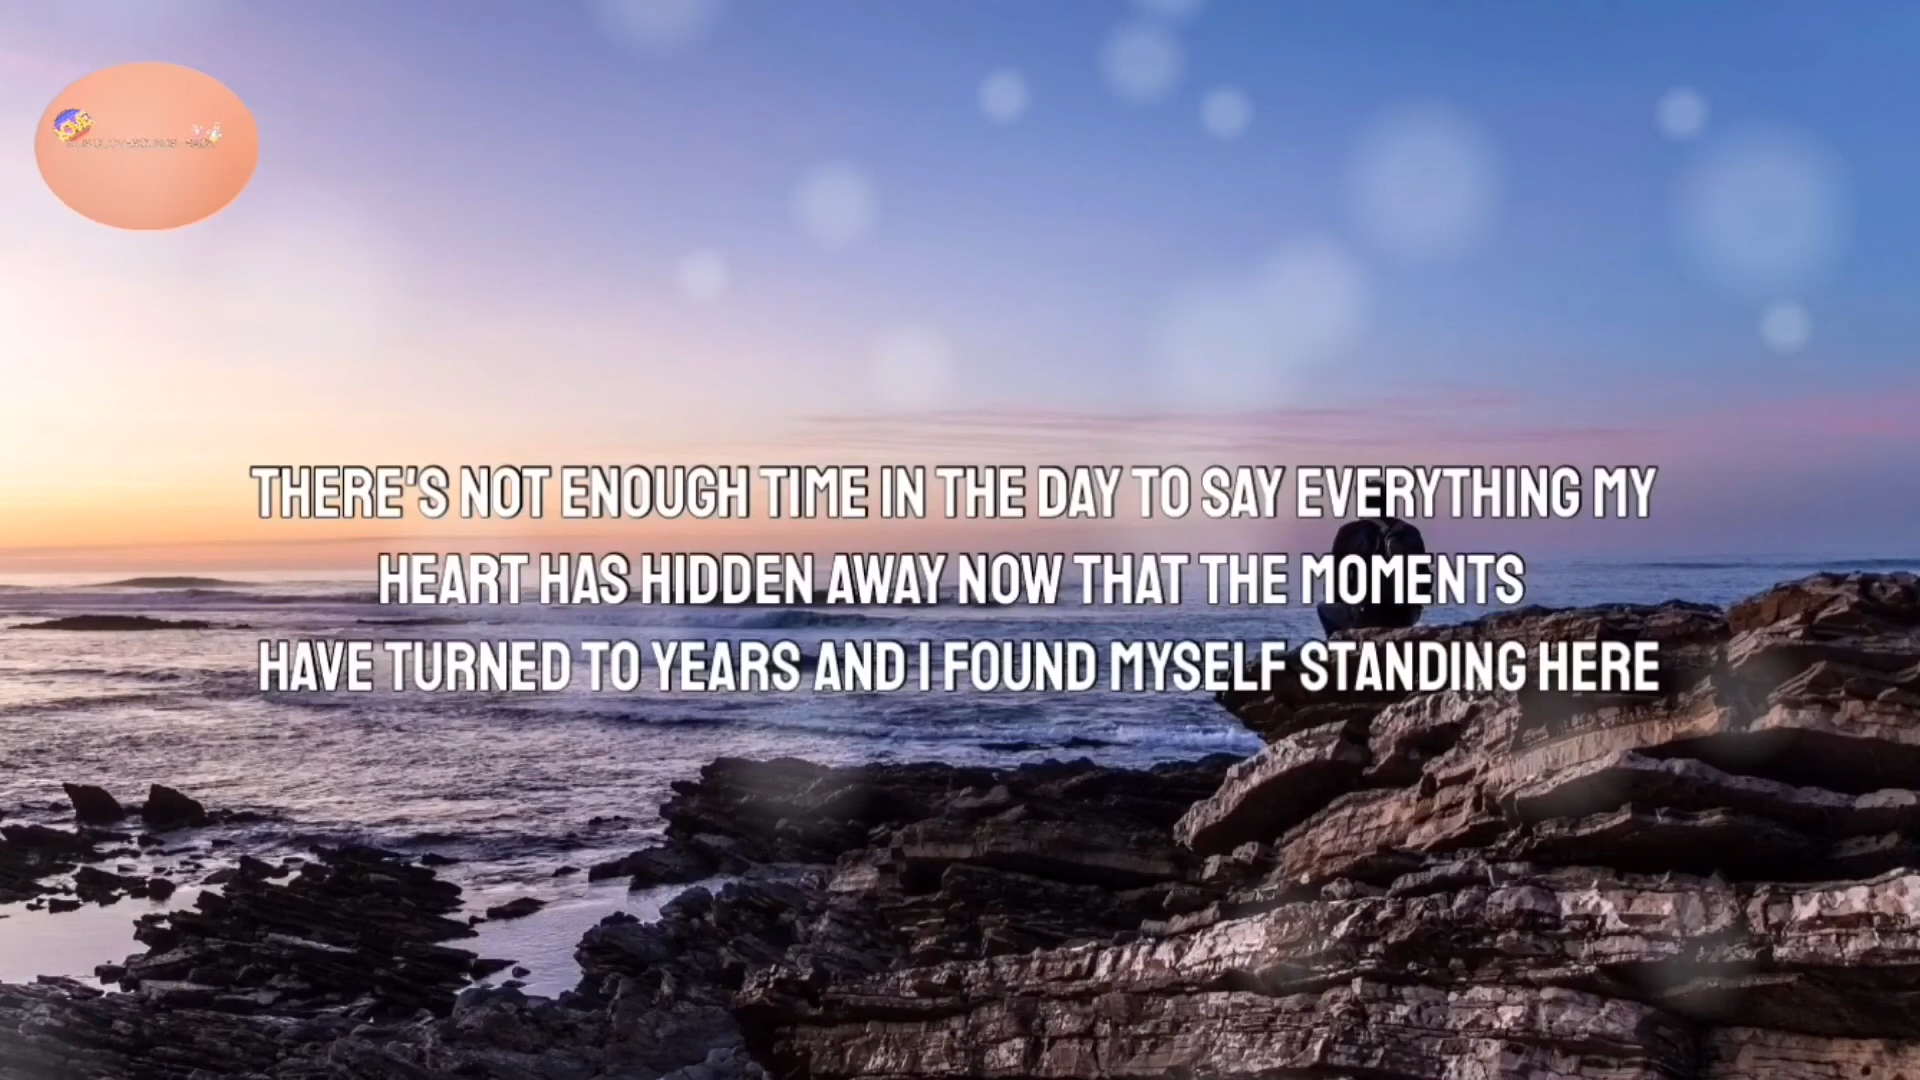 LOVE
THERE'S NOT ENOUGH TIME IN THE DAY TO SAY EVERYTHING MY
HEART HAS HIDDEN AWAY NOW THAT THE MOMENTS
HAVE TURNED TO YEARS AND I FOUND MYSELF STANDING HERE